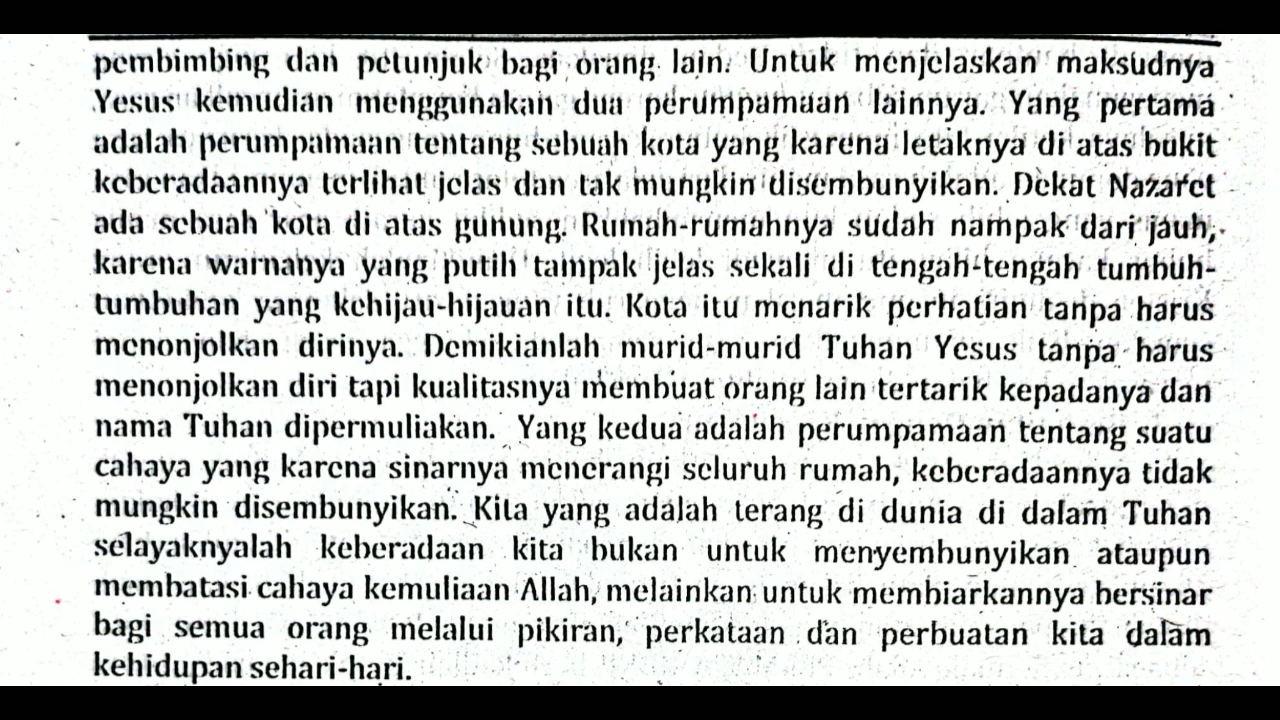 pembimbing dan petunjuk bagi orang lain. Untuk menjelaskan maksudnya
Yesus kemudian menggunakan dua perumpamaan lainnya. Yang pertama
adalah perumpamaan tentang sebuah kota yang karena letaknya di atas bukit
keberadaannya terlihat jelas dan tak mungkin disembunyikan. Dekat Nazaret
ada sebuah kota di atas gunung. Rumah-rumahnya sudah nampak dari jauh,
karena warnanya yang putih tampak jelas sekali di tengah-tengah tumbuh-
tumbuhan yang kehijau-hijauan itu. Kota itu menarik perhatian tanpa harus
menonjolkan dirinya. Demikianlah murid-murid Tuhan Yesus tanpa harus
menonjolkan diri tapi kualitasnya membuat orang lain tertarik kepadanya dan
nama Tuhan dipermuliakan. Yang kedua adalah perumpamaan tentang suatu
cahaya yang karena sinarnya menerangi seluruh rumah, keberadaannya tidak
mungkin disembunyikan. Kita yang adalah terang di dunia di dalam Tuhan
selayaknyalah keberadaan kita bukan untuk menyembunyikan ataupun
membatasi cahaya kemuliaan Allah, melainkan untuk membiarkannya bersinar
bagi semua orang melalui pikiran, perkataan dan perbuatan kita dalam
kehidupan sehari-hari.